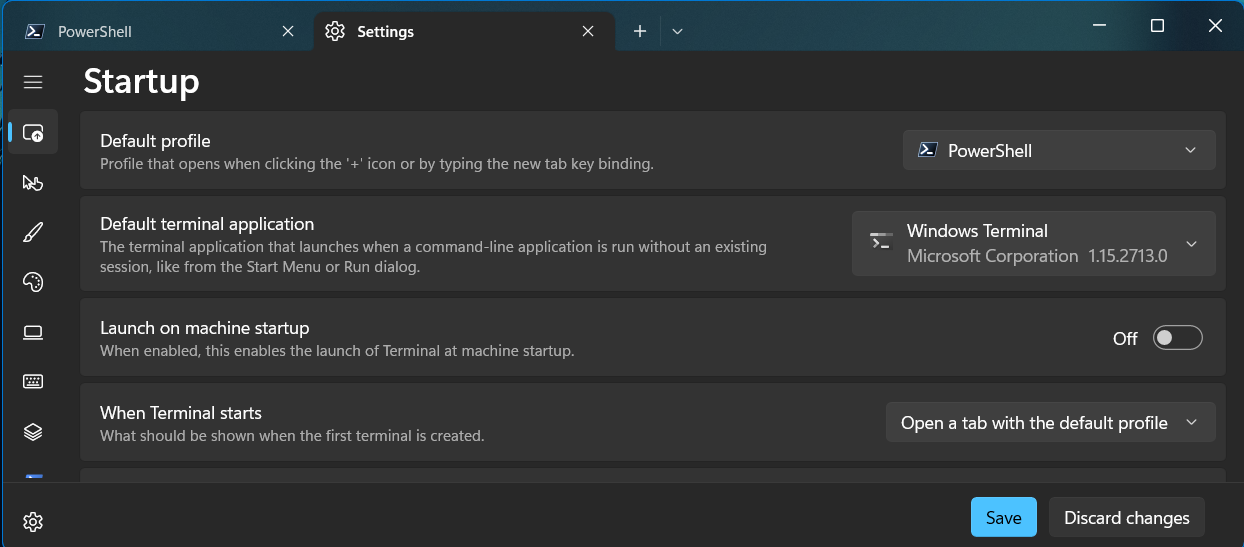 PowerShell
Settings
Startup
Default profile
Profile that opens when clicking the '+' icon or by typing the new tab key binding.
PowerShell
Default terminal application
The terminal application that launches when a command-line application is run without an existing
session, like from the Start Menu or Run dialog.
Windows Terminal
Microsoft Corporation 1.15.2713.0
Launch on machine startup
When enabled, this enables the launch of Terminal at machine startup.
Off
When Terminal starts
What should be shown when the first terminal is created.
Open a tab with the default profile
Save
Discard changes